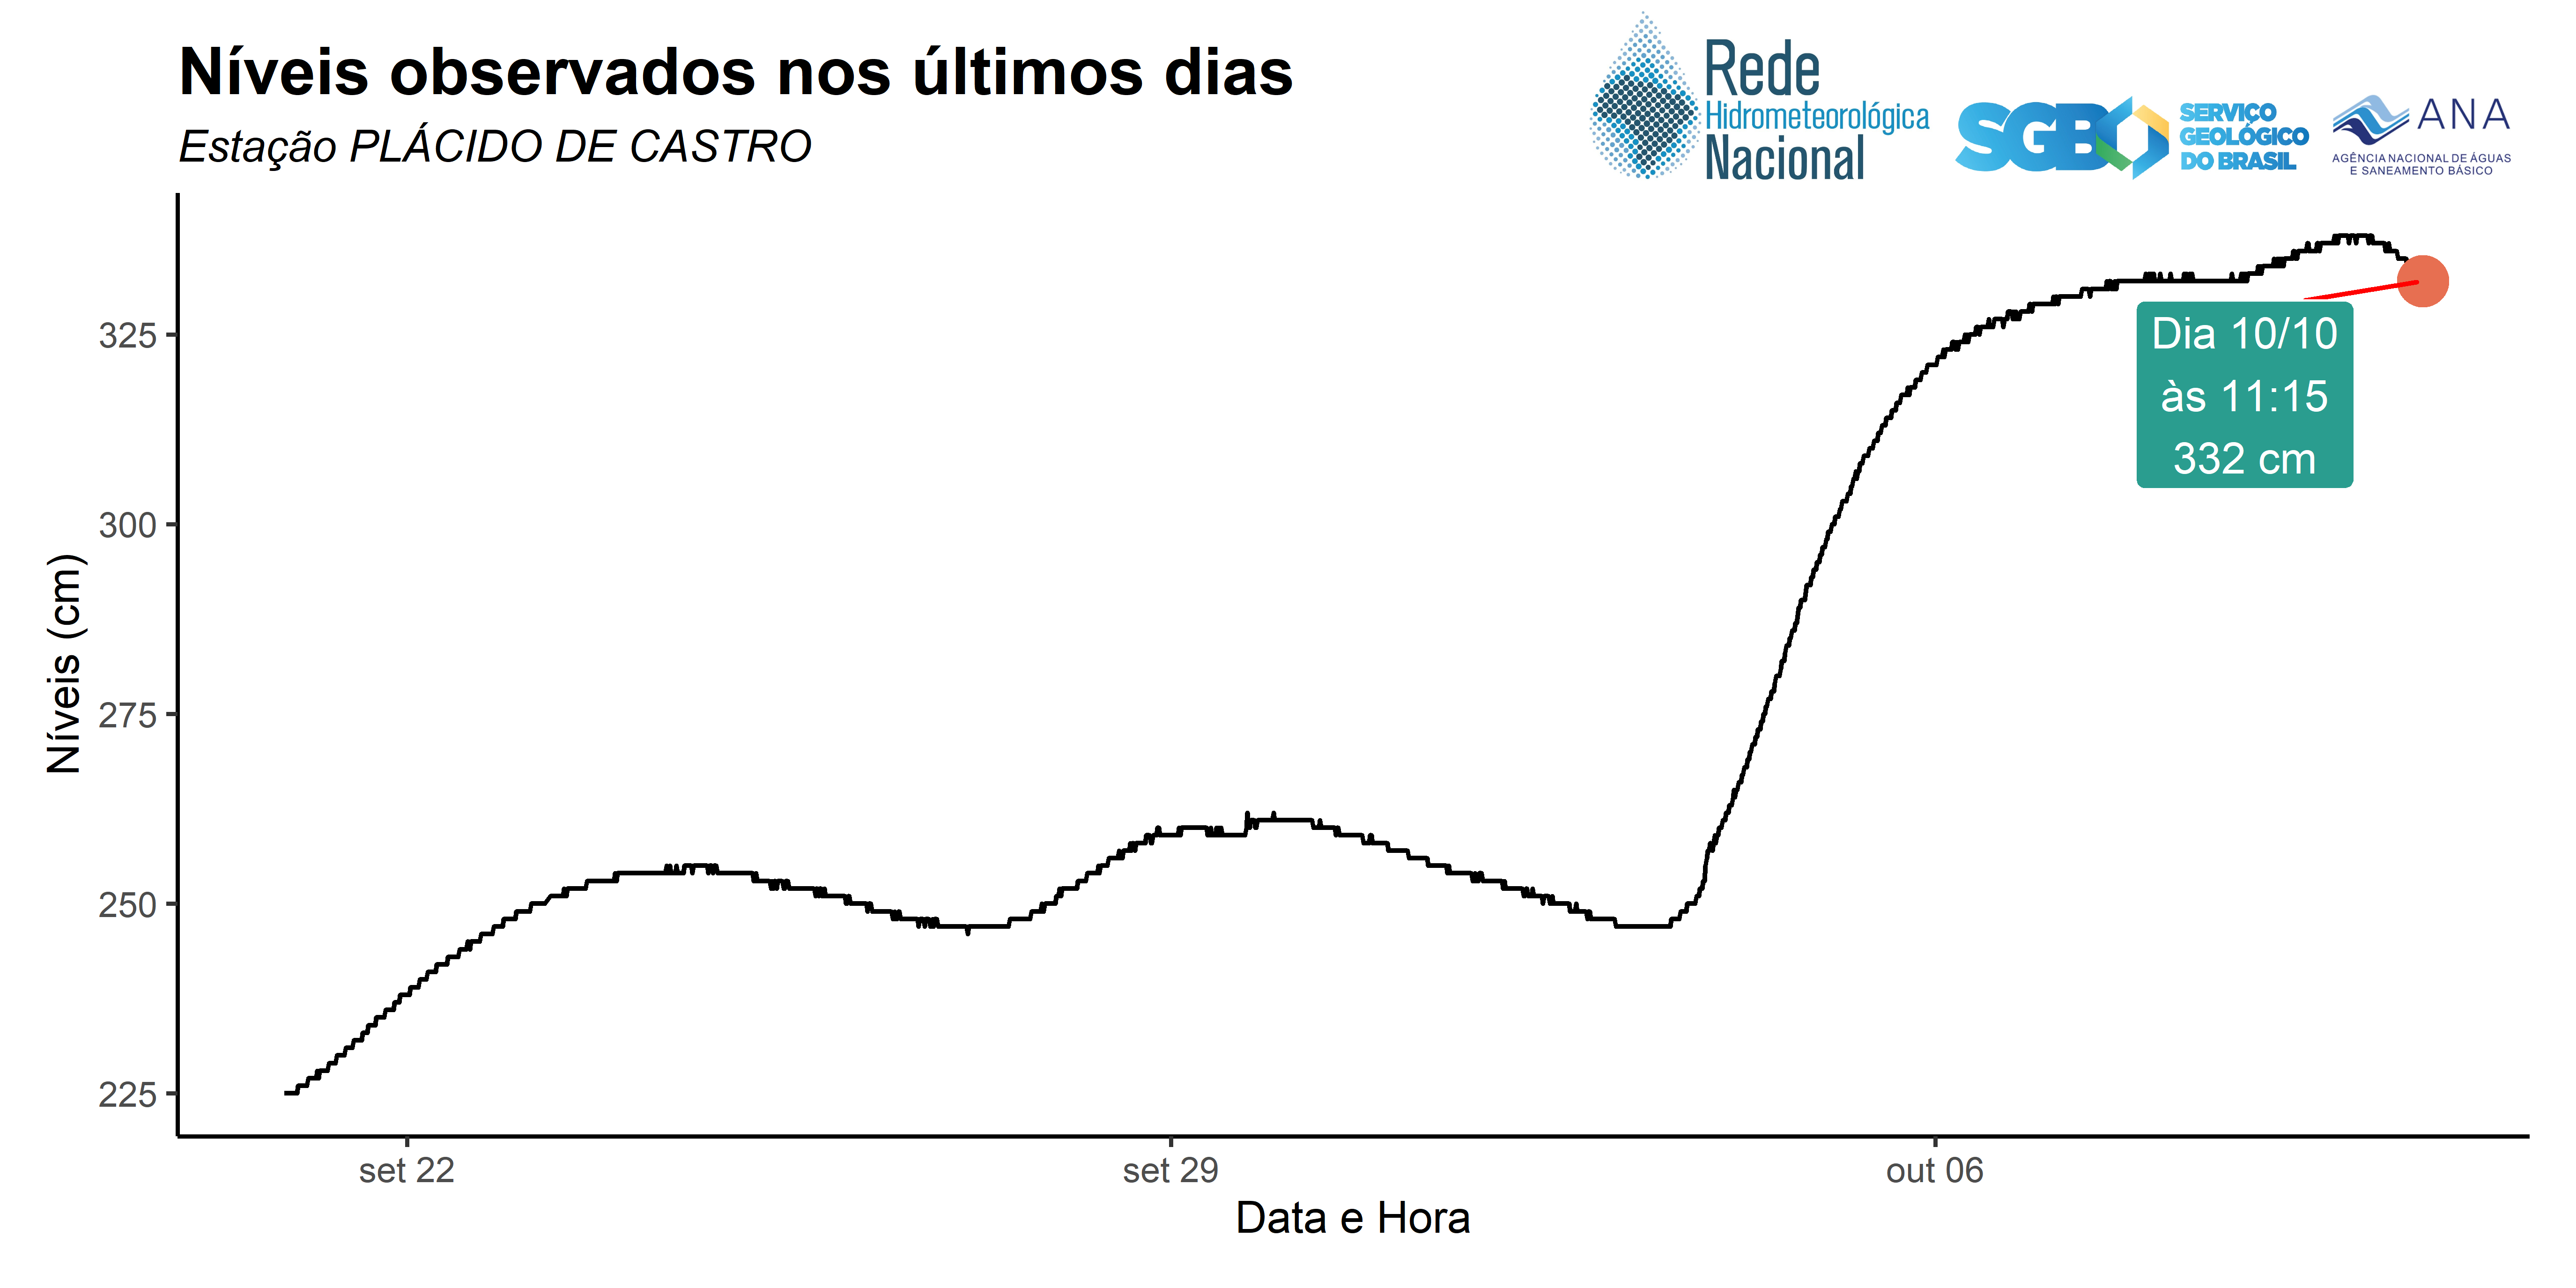 Níveis observados nos últimos dias
Estação PLÁCIDO DE CASTRO
Rede
Hidrometeorológica
Nacional
SGB
SERVIÇO
GEOLÓGICO
DO BRASIL
ANA
AGÊNCIA NACIONAL DE ÁGUAS
E SANEAMENTO BÁSICO
Níveis (cm)
325
300
275
250
225
Dia 10/10
às 11:15
332 cm
set 22
set 29
out 06
Data e Hora